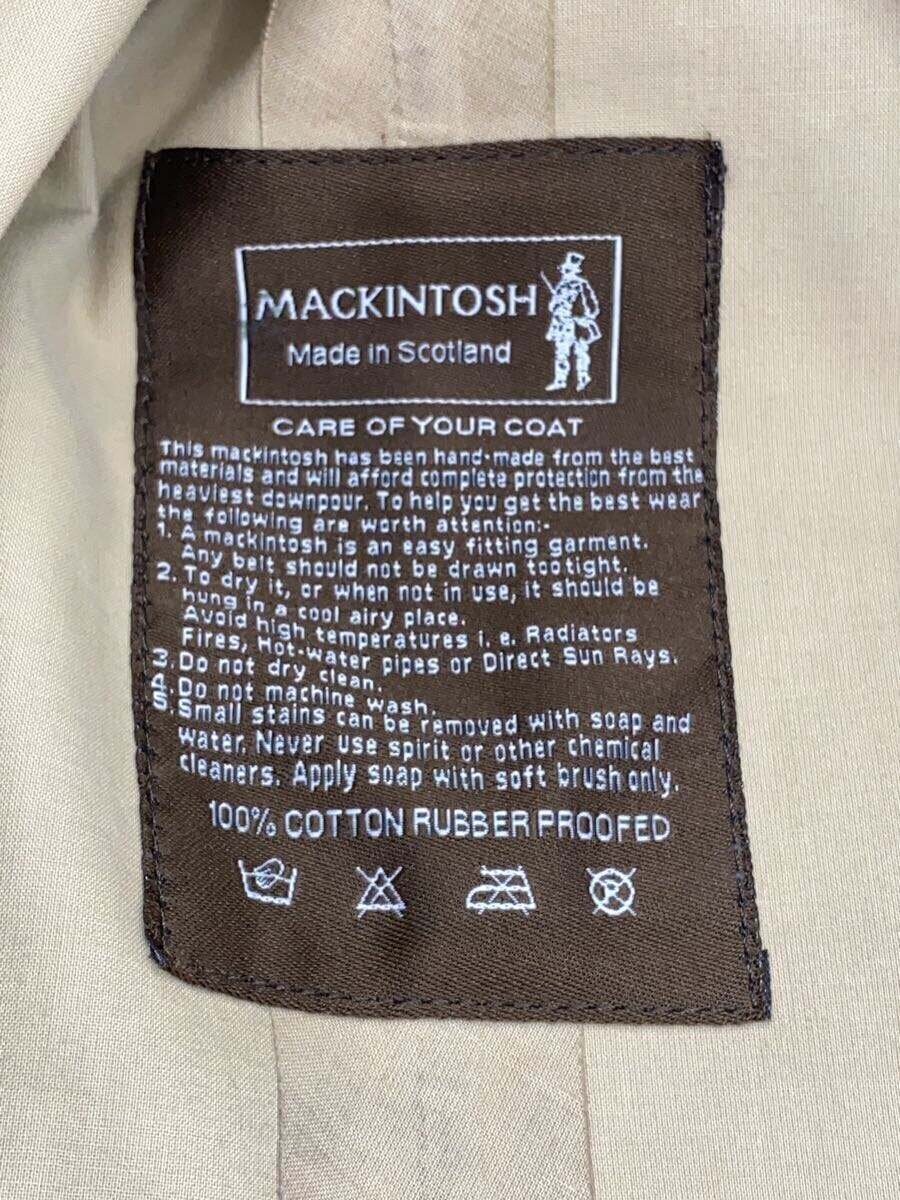 MACKINTOSH
Made in Scotland
CARE OF YOUR COAT
This mackintosh has been hand-made from the best
materials and will afford complete protection from the
heaviest downpour. To help you get the best wear
the following are worth attention:-
1. A mackintosh is an easy fitting garment.
Any belt should not be drawn too tight.
2. To dry it, or when not in use, it should be
hung in a cool airy place.
Avoid high temperatures i.e. Radiators
Fires, Hot-Water pipes or Direct Sun Rays.
3. Do not dry clean.
4. Do not machine wash.
5. Small stains can be removed with soap and
water. Never use spirit or other chemical
cleaners. Apply soap with soft brush only.
100% COTTON RUBBER PROOFED